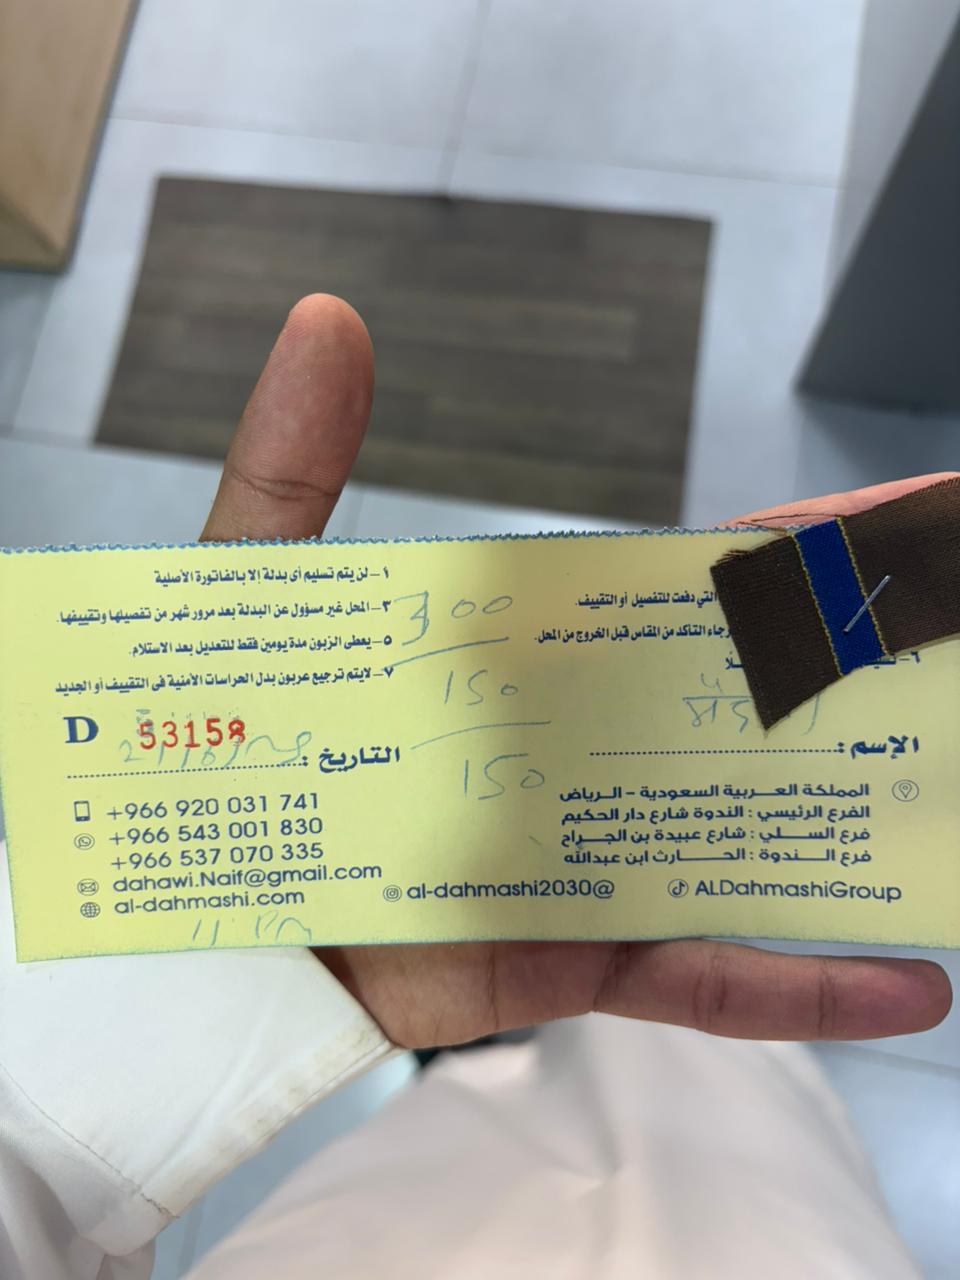 ١- لن يتم تسليم أى بدلة إلا بالفاتورة الأصلية
التي دفعت للتفصيل أو التقييف.
٣- المحل غير مسؤول عن البدلة بعد مرور شهر من تفصيلها وتقييفها.
رجاء التأكد من المقاس قبل الخروج من المحل.
٥- يعطى الزبون مدة يومين فقط للتعديل بعد الاستلام.
٦-
٧- لايتم ترجيع عربون بدل الحراسات الأمنية فى التقييف أو الجديد
300
150
150
D 53158
التاريخ :
الإسم :
+966 920 031 741
+966 543 001 830
+966 537 070 335
dahawi.Naif@gmail.com
al-dahmashi.com
المملكة العربية السعودية - الرياض
الفرع الرئيسي : الندوة شارع دار الحكيم
فرع السلي : شارع عبيدة بن الجراح
فرع الندوة : الحارث ابن عبدالله
al-dahmashi2030@
ALDahmashiGroup
11 PM